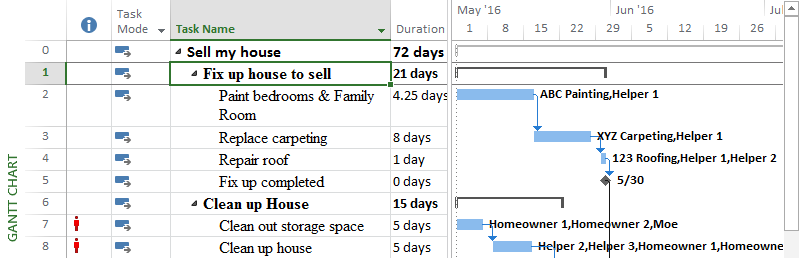 May '16 Jun '16 Ju
Task Mode Task Name Duration
1 8 15 22 29 5 12 19 26 3
0 Sell my house 72 days
1 Fix up house to sell 21 days
2 Paint bedrooms & Family 4.25 days ABC Painting,Helper 1
Room
3 Replace carpeting 8 days XYZ Carpeting,Helper 1
4 Repair roof 1 day 123 Roofing,Helper 1,Helper 2
5 Fix up completed 0 days 5/30
6 Clean up House 15 days
7 Clean out storage space 5 days Homeowner 1,Homeowner 2,Moe
8 Clean up house 5 days Helper 2,Helper 3,Homeowner 1,Homeowne
GANTT CHART